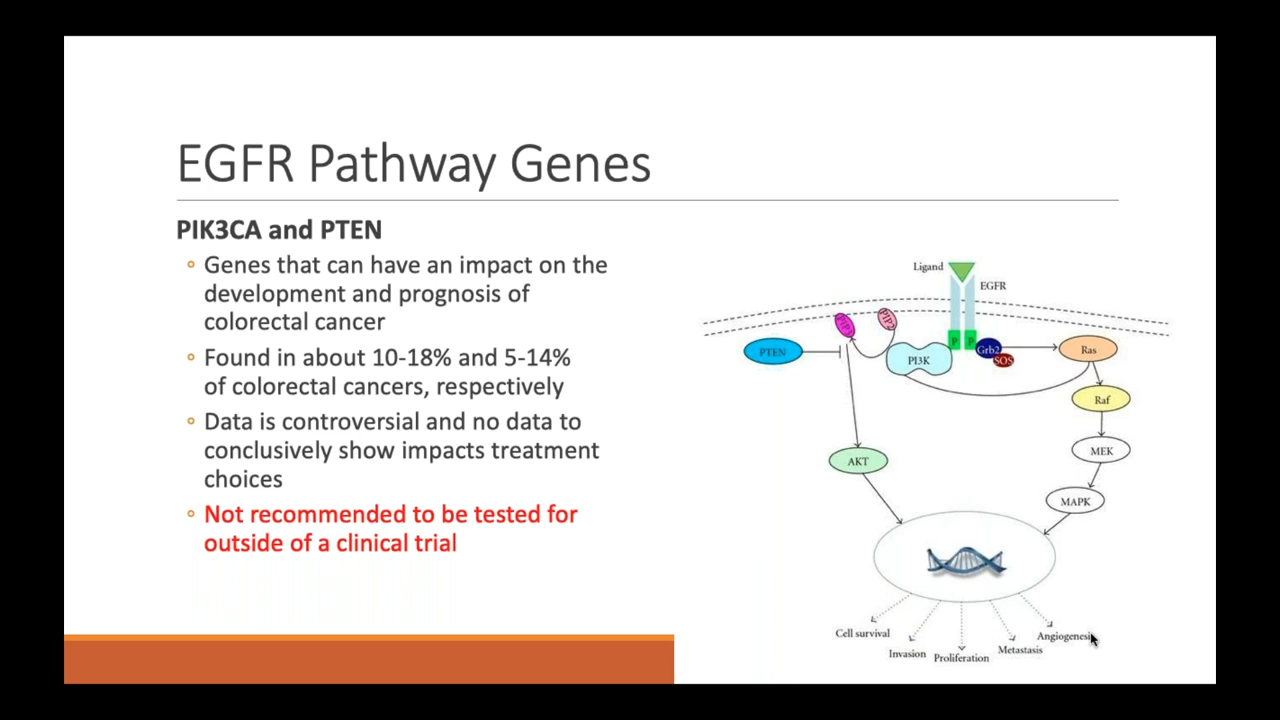 EGFR Pathway Genes
PIK3CA and PTEN
Genes that can have an impact on the
development and prognosis of
colorectal cancer
Found in about 10-18% and 5-14%
of colorectal cancers, respectively
Data is controversial and no data to
conclusively show impacts treatment
choices
Not recommended to be tested for
outside of a clinical trial
Ligand
EGFR
PIP2
PTEN
PI3K
P
P
Grb2
SOS
Ras
Raf
AKT
MEK
MAPK
Cell survival
Invasion
Proliferation
Metastasis
Angiogenesis